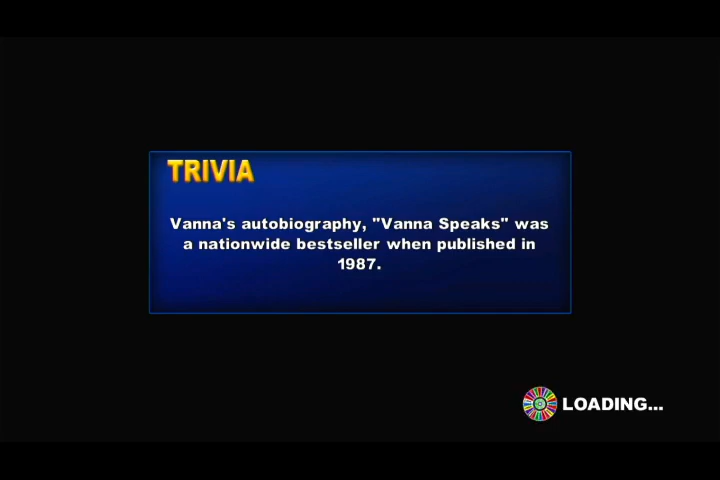 TRIVIA
Vanna's autobiography, "Vanna Speaks" was
a nationwide bestseller when published in
1987.
LOADING...